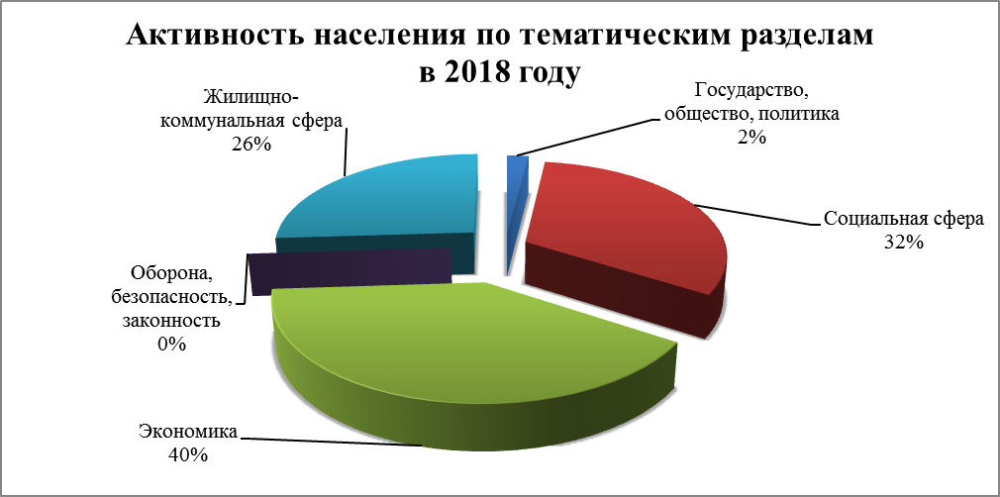 Активность населения по тематическим разделам
в 2018 году
Жилищно-
коммунальная сфера
26%
Государство,
общество, политика
2%
Социальная сфера
32%
Оборона,
безопасность,
законность
0%
Экономика
40%